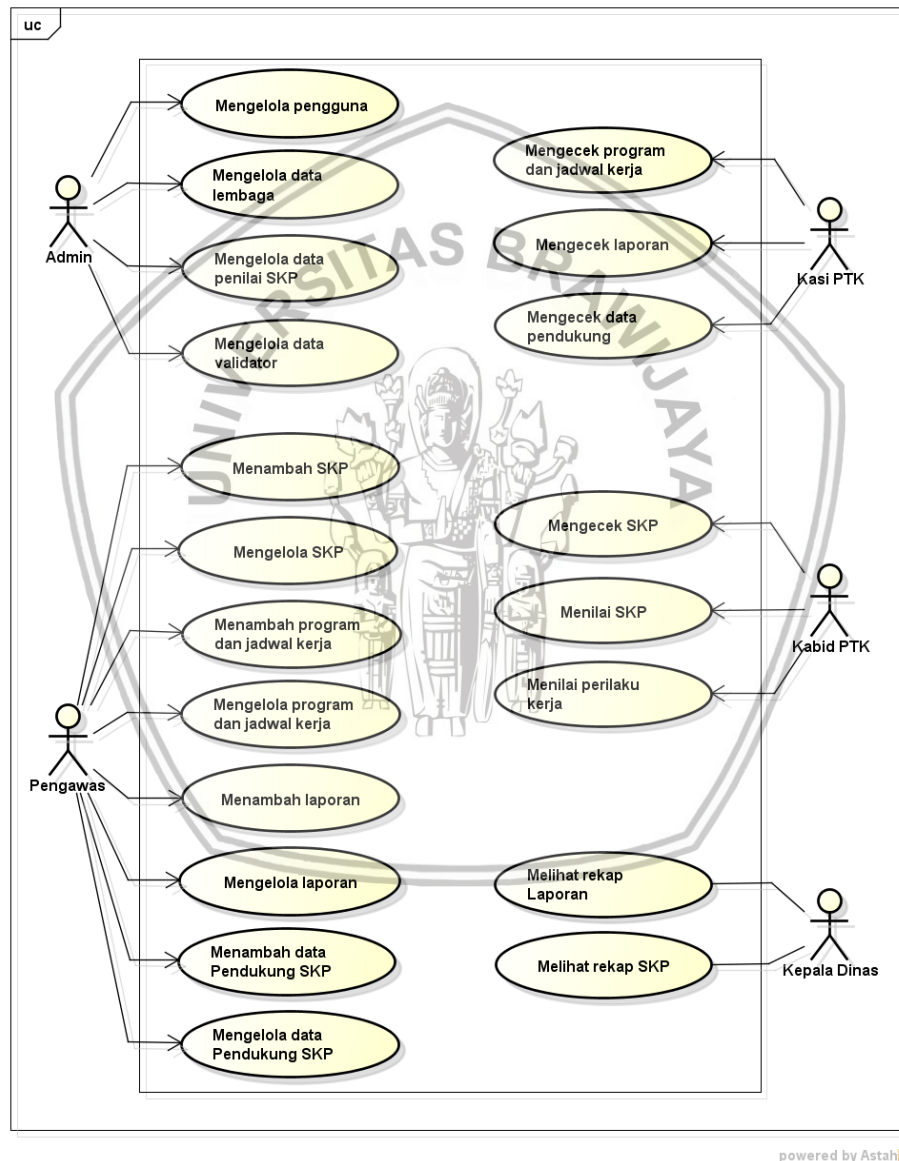 uc
Mengelola pengguna
Mengelola data
lembaga
Mengelola data
penilai SKP
Mengelola data
validator
Admin
Mengecek program
dan jadwal kerja
Mengecek laporan
Mengecek data
pendukung
Kasi PTK
UNIVERSITAS BRAWIJAYA
Menambah SKP
Mengelola SKP
Menambah program
dan jadwal kerja
Mengelola program
dan jadwal kerja
Menambah laporan
Mengelola laporan
Menambah data
Pendukung SKP
Mengelola data
Pendukung SKP
Pengawas
Mengecek SKP
Menilai SKP
Menilai perilaku
kerja
Kabid PTK
Melihat rekap
Laporan
Melihat rekap SKP
Kepala Dinas
powered by Astah